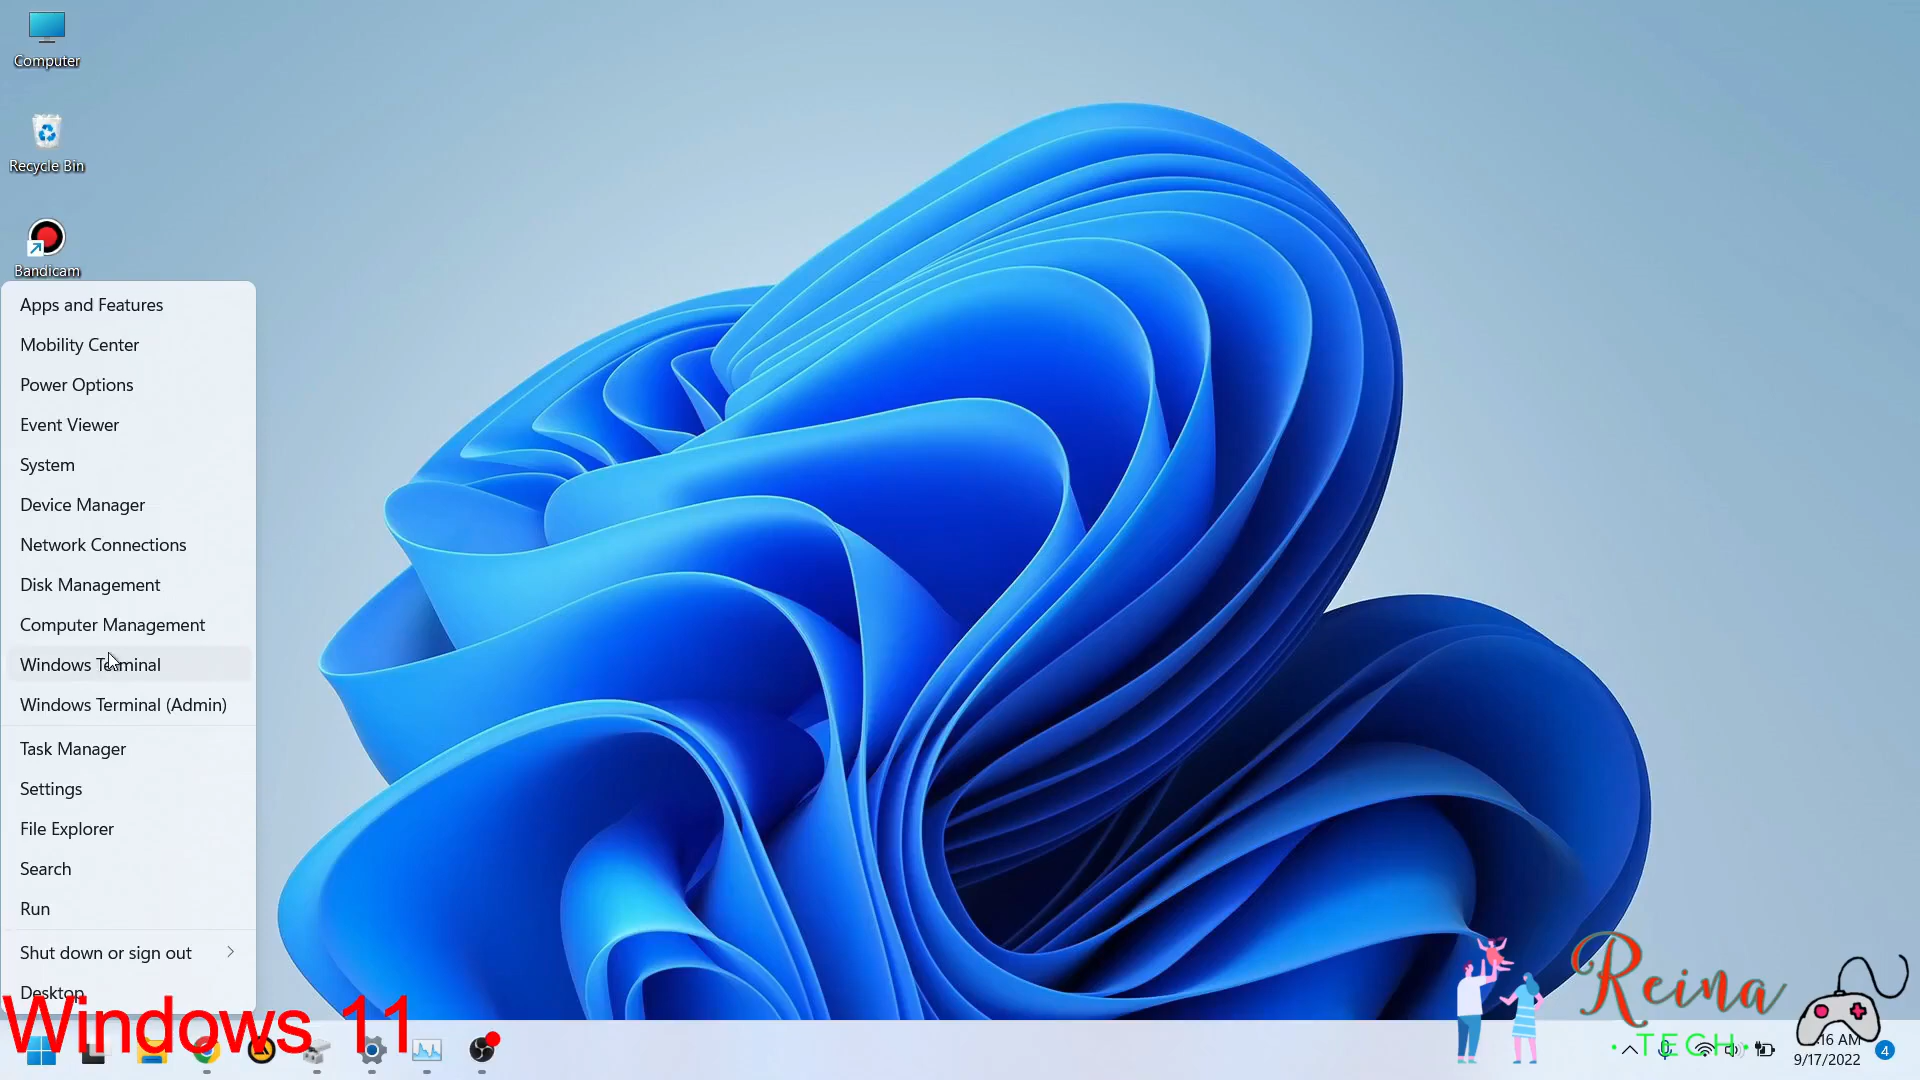 Computer
Recycle Bin
Bandicam
Apps and Features
Mobility Center
Power Options
Event Viewer
System
Device Manager
Network Connections
Disk Management
Computer Management
Windows Terminal
Windows Terminal (Admin)
Task Manager
Settings
File Explorer
Search
Run
Shut down or sign out
Desktop
Windows 11
Reina
TECH
:16 AM
9/17/2022
4